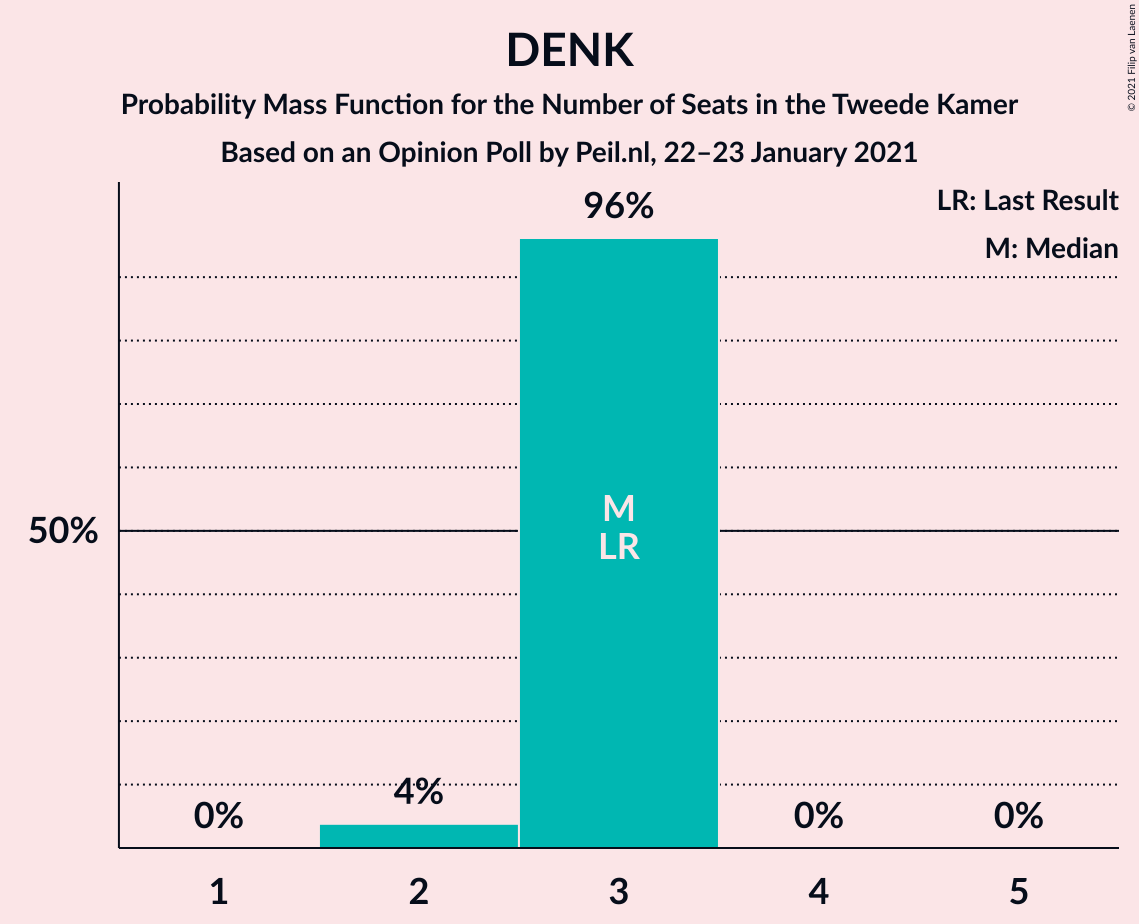 DENK
Probability Mass Function for the Number of Seats in the Tweede Kamer
Based on an Opinion Poll by Peil.nl, 22–23 January 2021
© 2021 Filip van Laenen
LR: Last Result
M: Median
96%
50%
M
LR
0%
4%
0%
0%
1 2 3 4 5